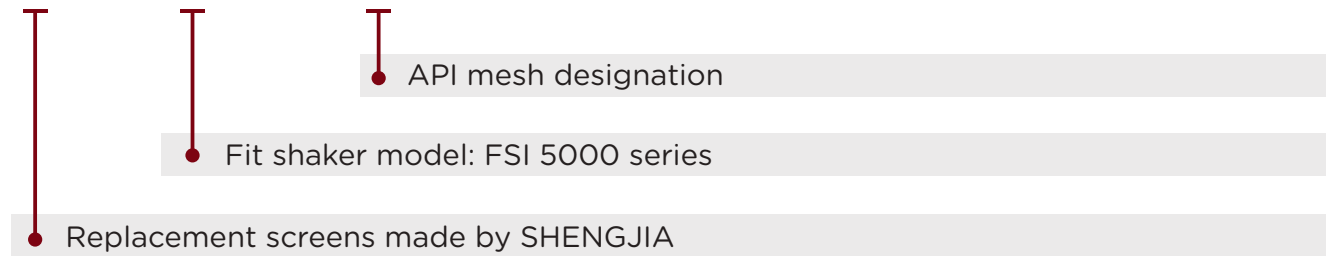 API mesh designation
Fit shaker model: FSI 5000 series
Replacement screens made by SHENGJIA